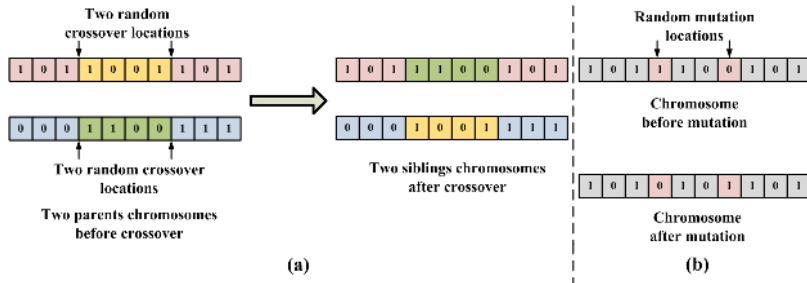 Two random
crossover locations
1 0 1 1 0 0 1 1 0 1
0 0 0 1 1 0 0 1 1 1
Two random crossover
locations
Two parents chromosomes
before crossover
1 0 1 1 1 0 0 1 0 1
0 0 0 1 0 0 1 1 1 1
Two siblings chromosomes
after crossover
(a)
Random mutation
locations
1 0 1 1 1 0 0 1 0 1
Chromosome
before mutation
1 0 1 0 1 0 1 1 0 1
Chromosome
after mutation
(b)